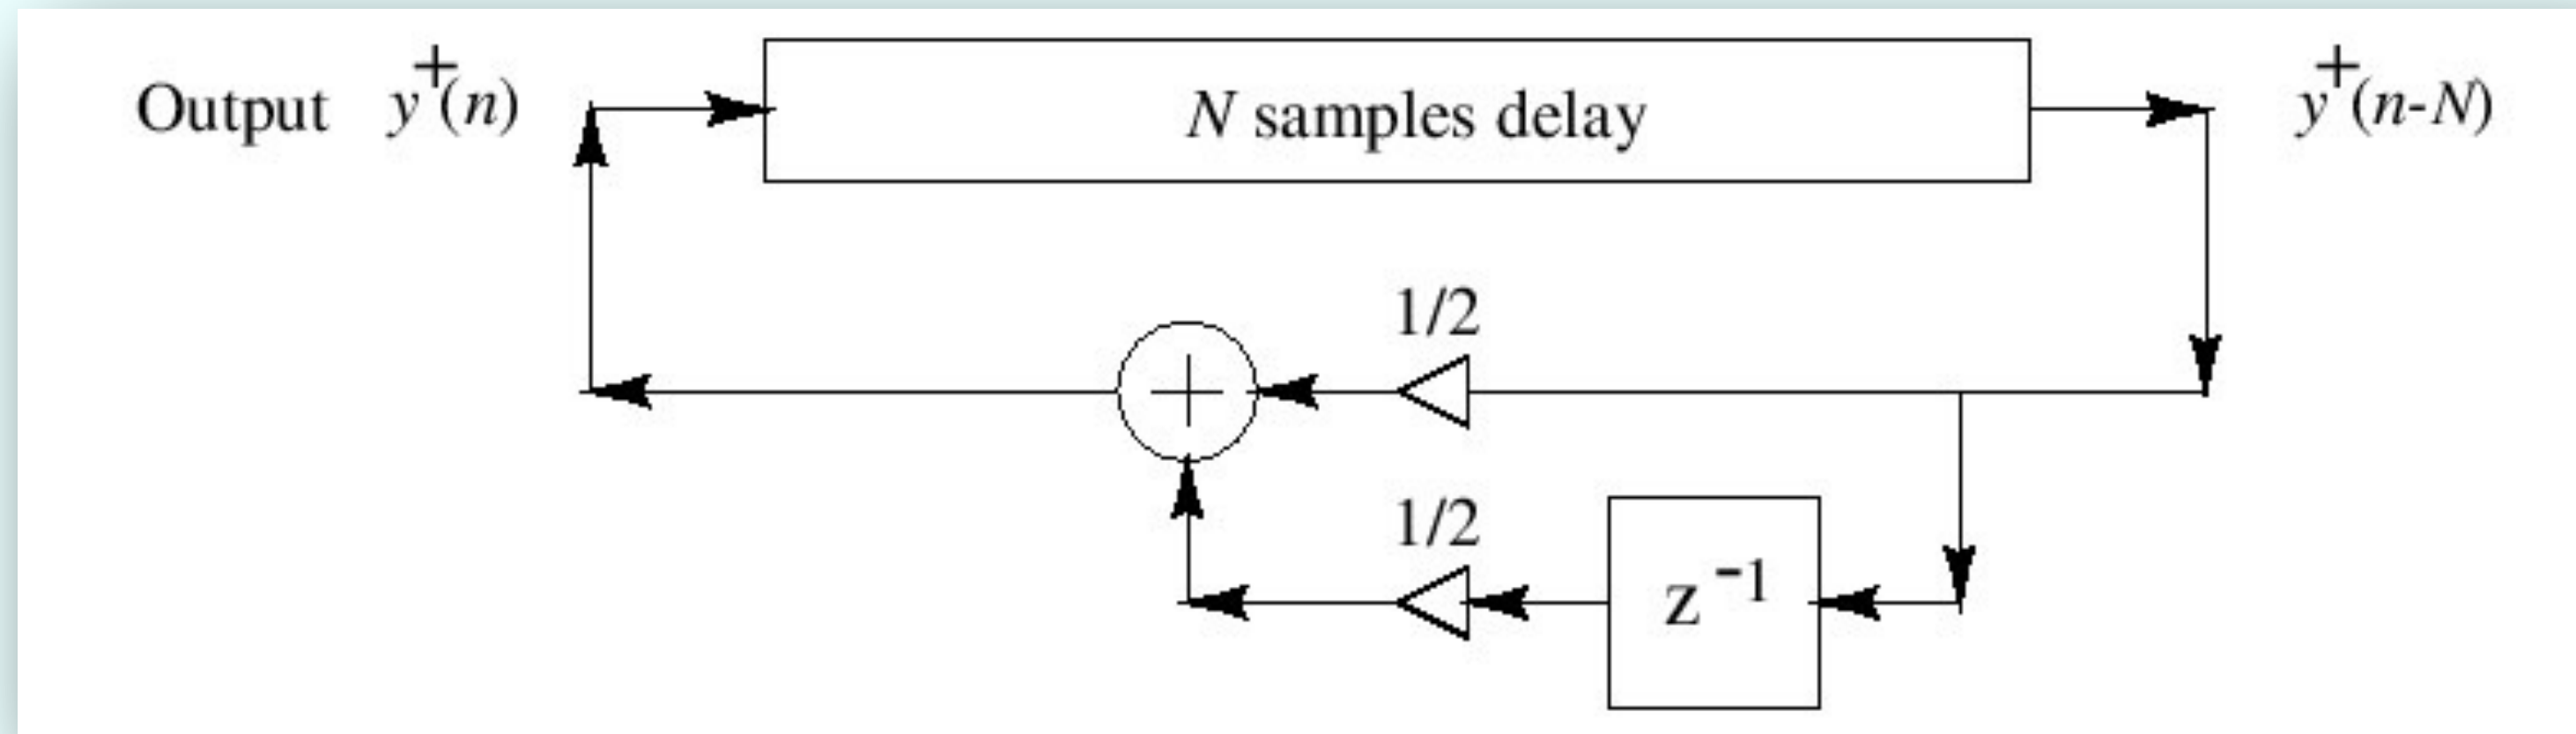 Output y⁺(n)
N samples delay
y⁺(n-N)
+
1/2
1/2
z⁻¹